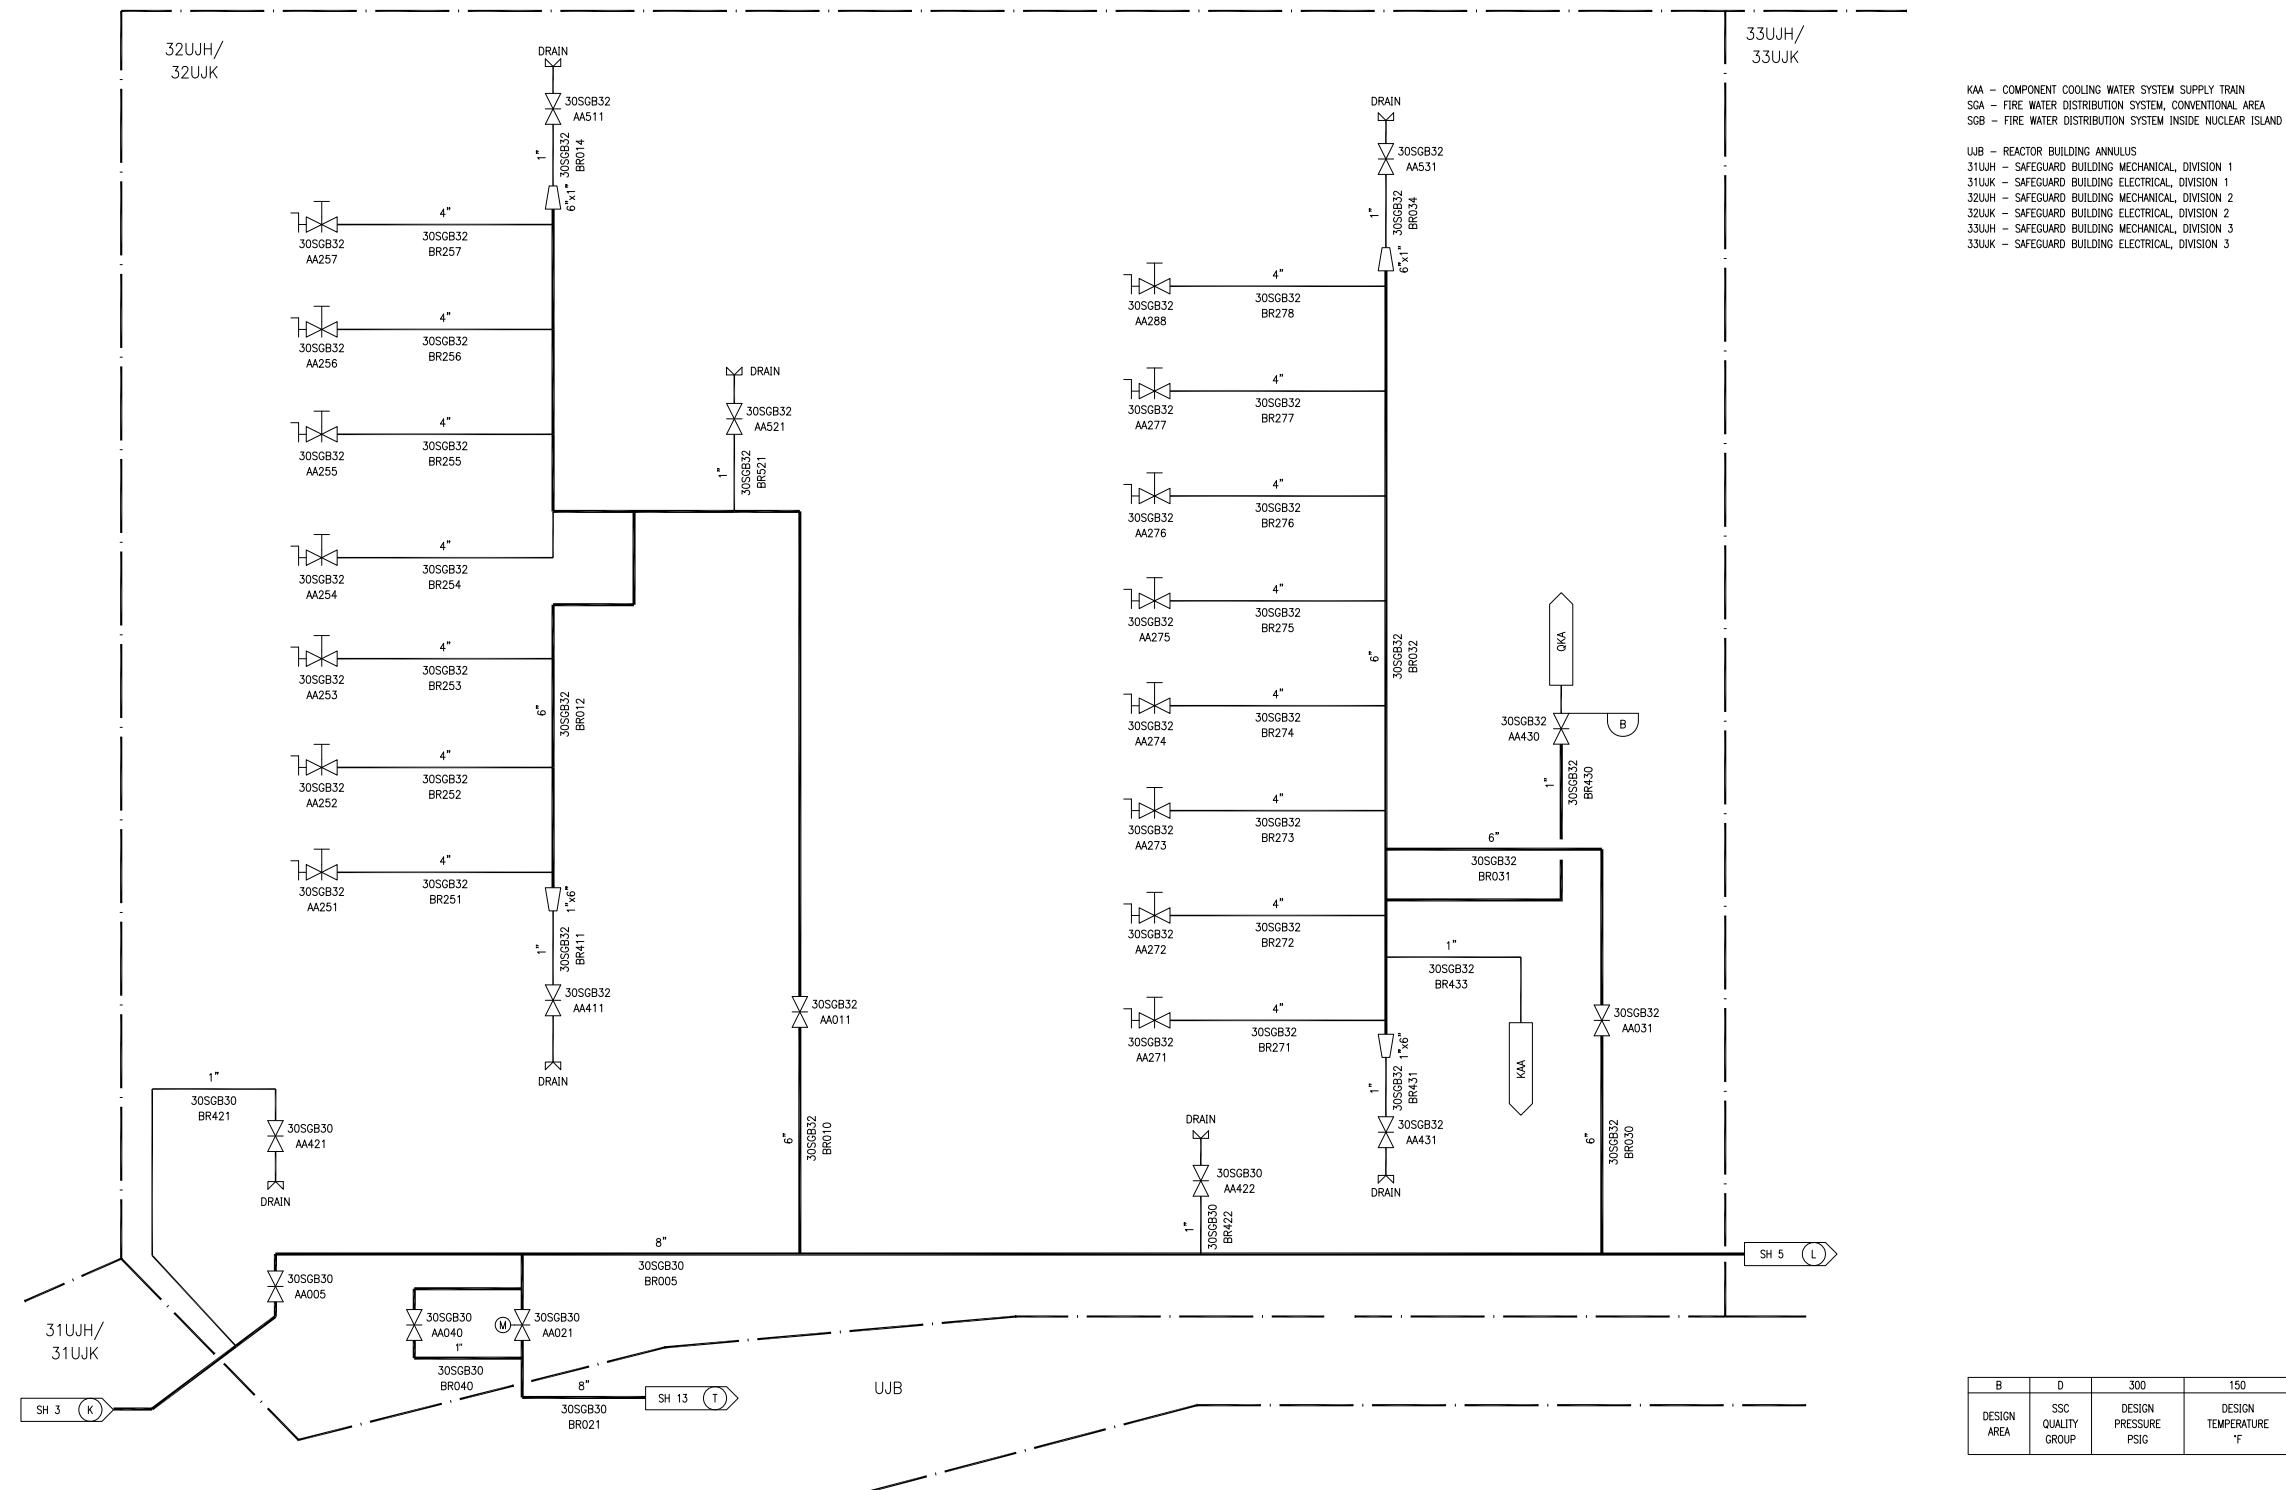 32UJH/
32UJK
33UJH/
33UJK
KAA – COMPONENT COOLING WATER SYSTEM SUPPLY TRAIN
SGA – FIRE WATER DISTRIBUTION SYSTEM, CONVENTIONAL AREA
SGB – FIRE WATER DISTRIBUTION SYSTEM INSIDE NUCLEAR ISLAND
UJB – REACTOR BUILDING ANNULUS
31UJH – SAFEGUARD BUILDING MECHANICAL, DIVISION 1
31UJK – SAFEGUARD BUILDING ELECTRICAL, DIVISION 1
32UJH – SAFEGUARD BUILDING MECHANICAL, DIVISION 2
32UJK – SAFEGUARD BUILDING ELECTRICAL, DIVISION 2
33UJH – SAFEGUARD BUILDING MECHANICAL, DIVISION 3
33UJK – SAFEGUARD BUILDING ELECTRICAL, DIVISION 3
DRAIN
30SGB32
AA511
1"
30SGB32
BR014
6"x1"
4"
30SGB32
BR257
30SGB32
AA257
4"
30SGB32
BR256
30SGB32
AA256
4"
30SGB32
BR255
30SGB32
AA255
DRAIN
30SGB32
AA521
1"
30SGB32
BR521
4"
30SGB32
BR254
30SGB32
AA254
4"
30SGB32
BR253
30SGB32
AA253
6"
30SGB32
BR012
4"
30SGB32
BR252
30SGB32
AA252
4"
30SGB32
BR251
30SGB32
AA251
1"x6"
1"
30SGB32
BR411
30SGB32
AA411
DRAIN
30SGB32
AA011
6"
30SGB32
BR010
DRAIN
30SGB32
AA531
1"
30SGB32
BR034
6"x1"
4"
30SGB32
BR278
30SGB32
AA288
4"
30SGB32
BR277
30SGB32
AA277
4"
30SGB32
BR276
30SGB32
AA276
4"
30SGB32
BR275
30SGB32
AA275
6"
30SGB32
BR032
4"
30SGB32
BR274
30SGB32
AA274
4"
30SGB32
BR273
30SGB32
AA273
4"
30SGB32
BR272
30SGB32
AA272
4"
30SGB32
BR271
30SGB32
AA271
QKA
30SGB32
AA430
B
1"
30SGB32
BR430
6"
30SGB32
BR031
1"
30SGB32
BR433
KAA
30SGB32
AA031
6"
30SGB32
BR030
1"x6"
1"
30SGB32
BR431
30SGB32
AA431
DRAIN
DRAIN
30SGB30
AA422
1"
30SGB30
BR422
1"
30SGB30
BR421
30SGB30
AA421
DRAIN
8"
30SGB30
BR005
SH 5 L
30SGB30
AA005
30SGB30
AA040
1"
30SGB30
BR040
M
30SGB30
AA021
31UJH/
31UJK
SH 3 K
8"
30SGB30
BR021
SH 13 T
UJB
B D 300 150
DESIGN
AREA
SSC
QUALITY
GROUP
DESIGN
PRESSURE
PSIG
DESIGN
TEMPERATURE
°F